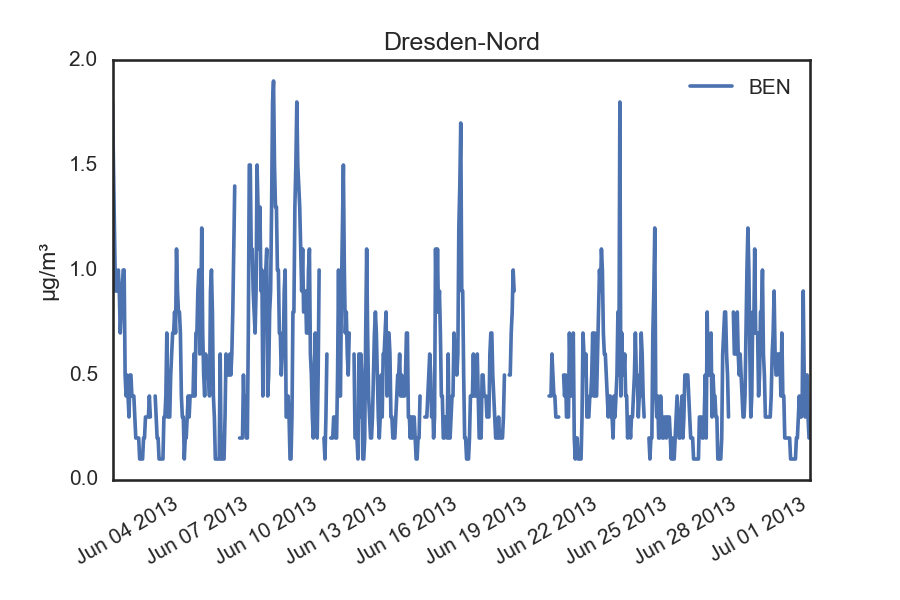 Dresden-Nord
BEN
µg/m³
2.0
1.5
1.0
0.5
0.0
Jun 04 2013
Jun 07 2013
Jun 10 2013
Jun 13 2013
Jun 16 2013
Jun 19 2013
Jun 22 2013
Jun 25 2013
Jun 28 2013
Jul 01 2013